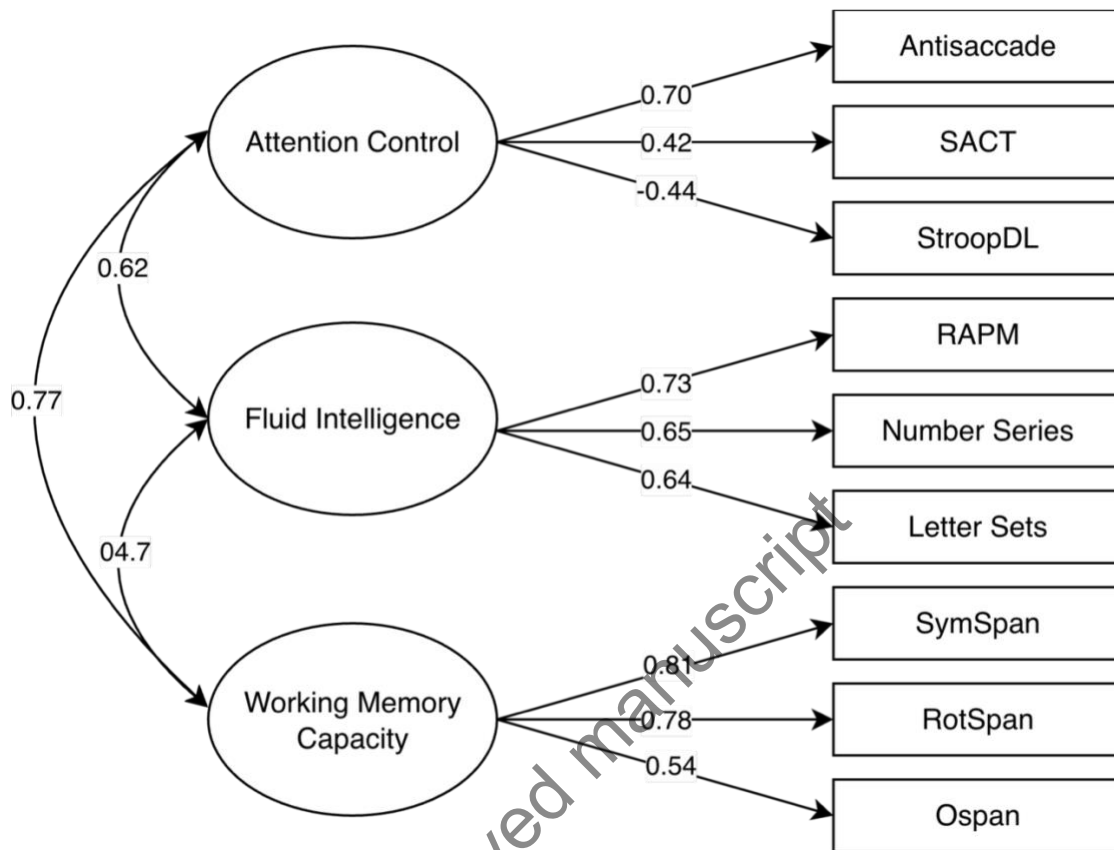 Antisaccade
0.70
Attention Control
0.42
SACT
-0.44
StroopDL
0.62
RAPM
0.73
0.77
Fluid Intelligence
0.65
Number Series
0.64
Letter Sets
04.7
SymSpan
0.81
Working Memory
Capacity
0.78
RotSpan
0.54
Ospan
ved manuscript